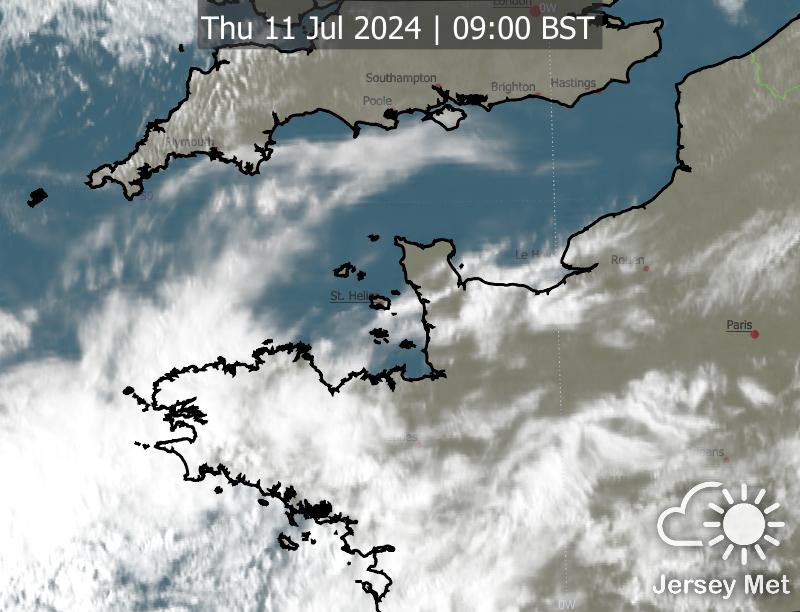 London
0W
Thu 11 Jul 2024 | 09:00 BST
Southampton
Brighton
Hastings
Poole
Plymouth
Le H
Rouen
St. Helier
Paris
Jersey Met
0W